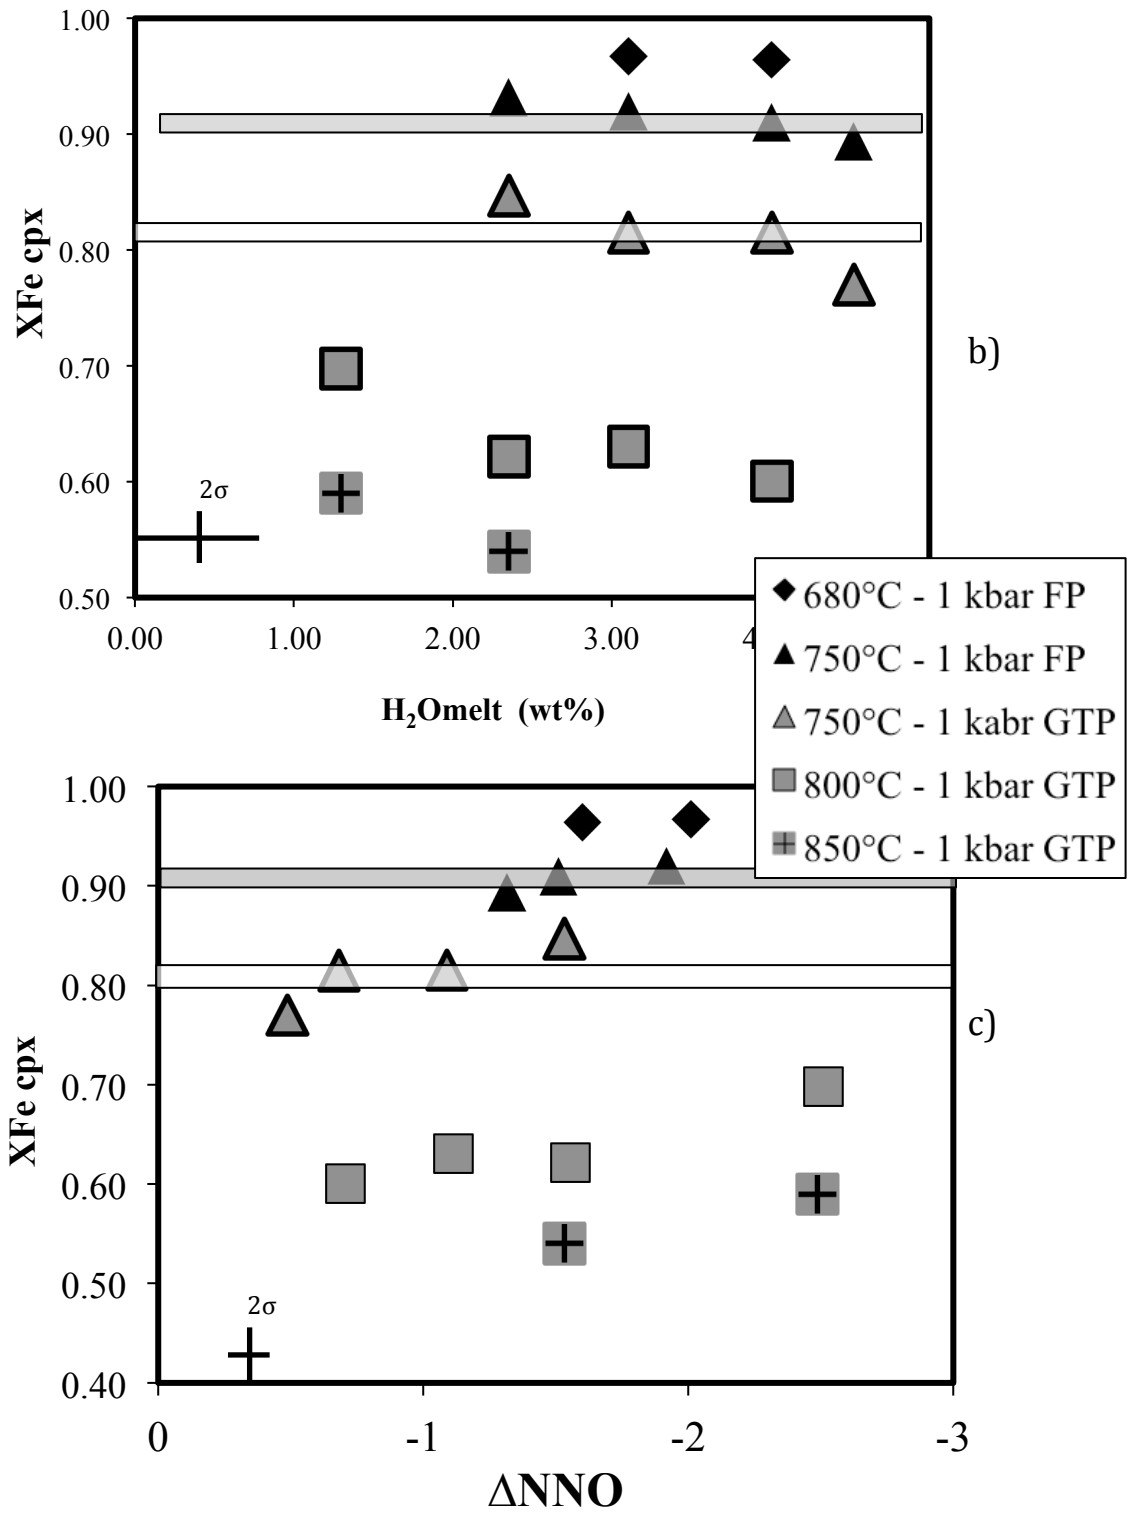 1.00
0.90
0.80
0.70
0.60
0.50
XFe cpx
2σ
0.00 1.00 2.00 3.00 4
H₂Omelt (wt%)
b)
680°C - 1 kbar FP
750°C - 1 kbar FP
750°C - 1 kabr GTP
800°C - 1 kbar GTP
850°C - 1 kbar GTP
1.00
0.90
0.80
0.70
0.60
0.50
0.40
XFe cpx
2σ
0 -1 -2 -3
ΔNNO
c)